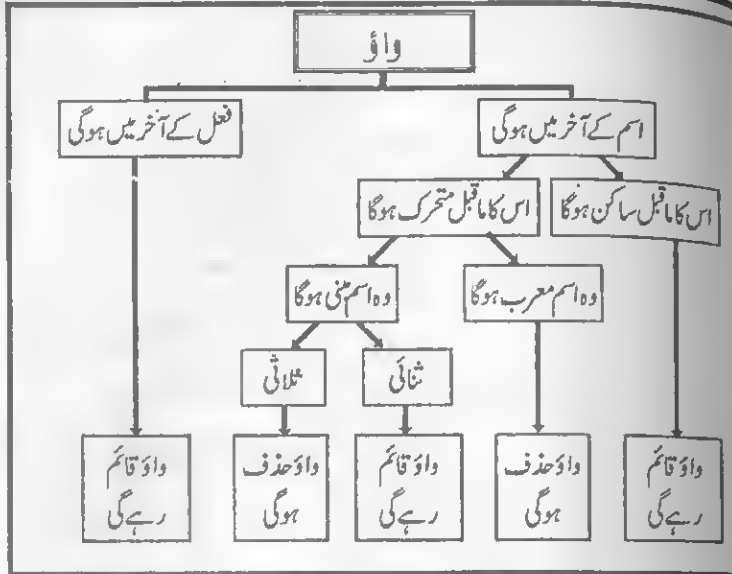 واؤ
اسم کے آخر میں ہوگی
فعل کے آخر میں ہوگی
اس کا ماقبل ساکن ہوگا
اس کا ماقبل متحرک ہوگا
وہ اسم معرب ہوگا
وہ اسم مبنی ہوگا
ثنائی
ثلاثی
واؤ قائم
رہے گی
واؤ حذف
ہوگی
واؤ قائم
رہے گی
واؤ حذف
ہوگی
واؤ قائم
رہے گی